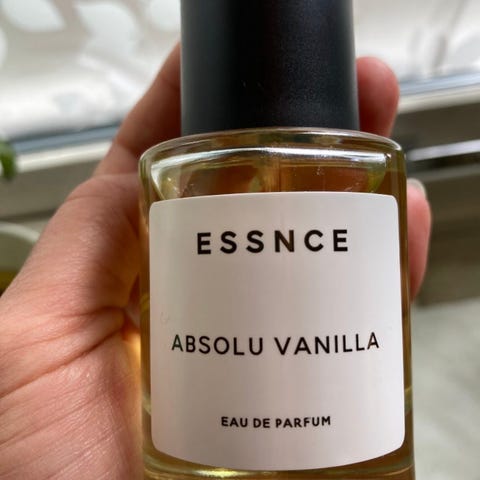 ESSNCE
ABSOLU VANILLA
EAU DE PARFUM